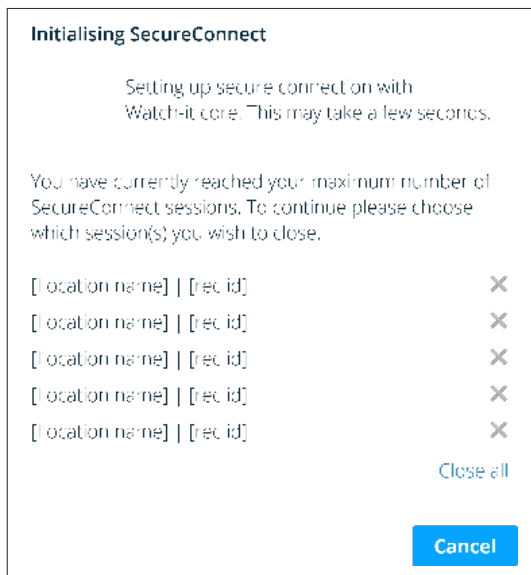 Initialising SecureConnect
Setting up secure connection with
Watch-it core. This may take a few seconds.
You have currently reached your maximum number of
SecureConnect sessions. To continue please choose
which session(s) you wish to close.
[Location name] | [rec id]
[Location name] | [rec id]
[Location name] | [rec id]
[Location name] | [rec id]
[Location name] | [rec id]
Close all
Cancel